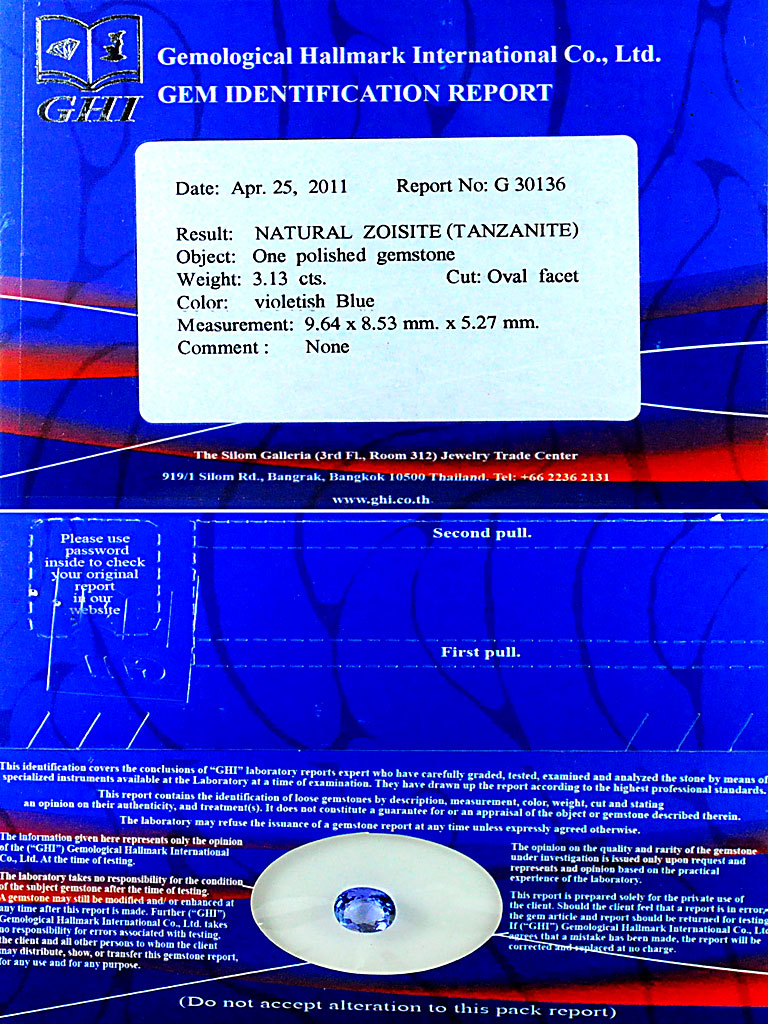 GHI
Gemological Hallmark International Co., Ltd.
GEM IDENTIFICATION REPORT
Date: Apr. 25, 2011 Report No: G 30136
Result: NATURAL ZOISITE (TANZANITE)
Object: One polished gemstone
Weight: 3.13 cts. Cut: Oval facet
Color: violetish Blue
Measurement: 9.64 x 8.53 mm. x 5.27 mm.
Comment : None
The Silom Galleria (3rd Fl., Room 312) Jewelry Trade Center
919/1 Silom Rd., Bangrak, Bangkok 10500 Thailand. Tel: +66 2236 2131
www.ghi.co.th
Please use
password
inside to check
your original
report
in our
website
Second pull.
First pull.
This identification covers the conclusions of “GHI” laboratory reports expert who have carefully graded, tested, examined and analyzed the stone by means of
specialized instruments available at the Laboratory at a time of examination. They have drawn up the report according to the highest professional standards.
This report contains the identification of loose gemstones by description, measurement, color, weight, cut and stating
an opinion on their authenticity, and treatment(s). It does not constitute a guarantee for or an appraisal of the object or gemstone described therein.
The laboratory may refuse the issuance of a gemstone report at any time unless expressly agreed otherwise.
The information given here represents only the opinion
of the (“GHI”) Gemological Hallmark International
Co., Ltd. At the time of testing.
The laboratory takes no responsibility for the condition
of the subject gemstone after the time of testing.
A gemstone may still be modified and/ or enhanced at
any time after this report is made. Further (“GHI”)
Gemological Hallmark International Co., Ltd. takes
no responsibility for errors associated with testing.
the client and all other persons to whom the client
may distribute, show, or transfer this gemstone report,
for any use and for any purpose.
The opinion on the quality and rarity of the gemstone
under investigation is issued only upon request and
represents and opinion based on the practical
experience of the laboratory.
This report is prepared solely for the private use of
the client. Should the client feel that a report is in error,
the gem article and report should be returned for testing
If (“GHI”) Gemological Hallmark International Co., Ltd
agrees that a mistake has been made, the report will be
corrected and replaced at no charge.
(Do not accept alteration to this pack report)